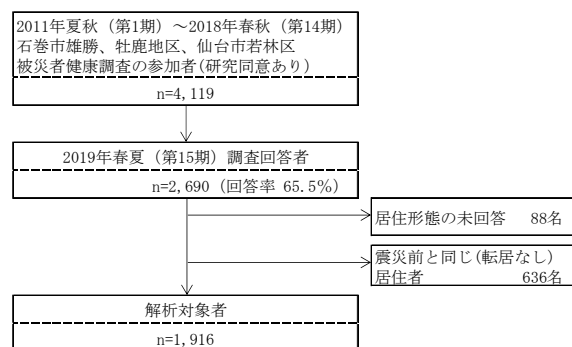 2011年夏秋（第1期）～2018年春秋（第14期）
石巻市雄勝、牡鹿地区、仙台市若林区
被災者健康調査の参加者(研究同意あり)
n=4,119
2019年春夏（第15期）調査回答者
n=2,690（回答率 65.5%）
居住形態の未回答 88名
震災前と同じ(転居なし)
居住者 636名
解析対象者
n=1,916